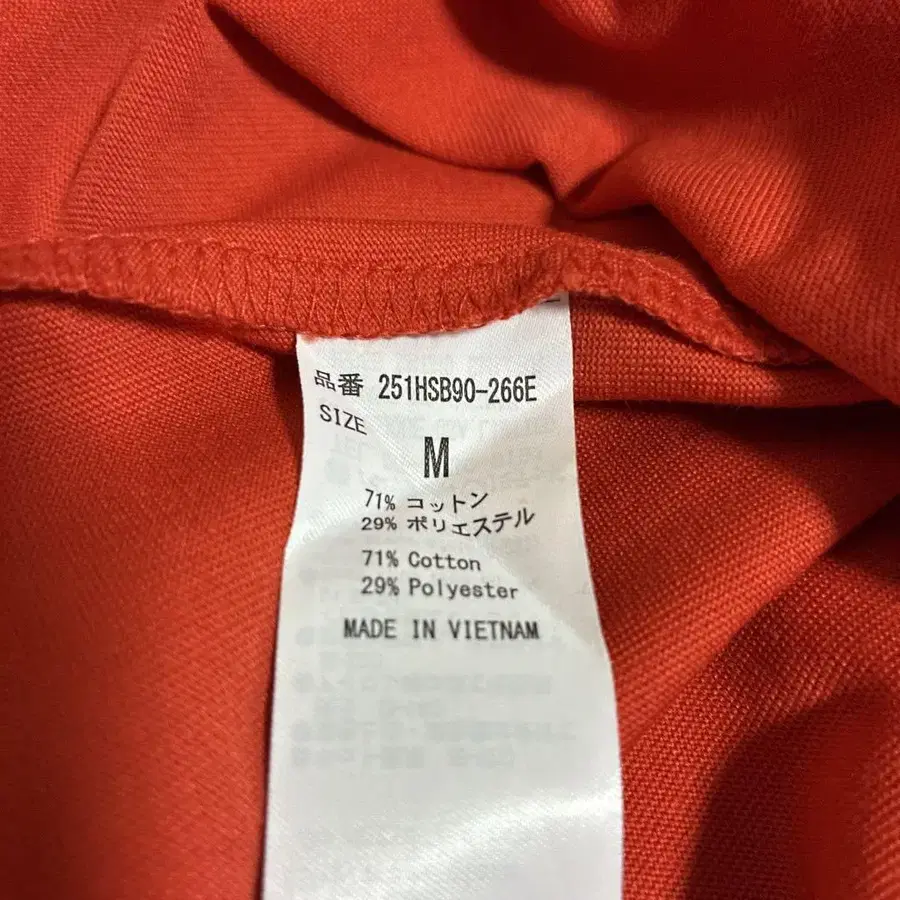 品番 251HSB90-266E
SIZE
M
71% コットン
29% ポリエステル
71% Cotton
29% Polyester
MADE IN VIETNAM